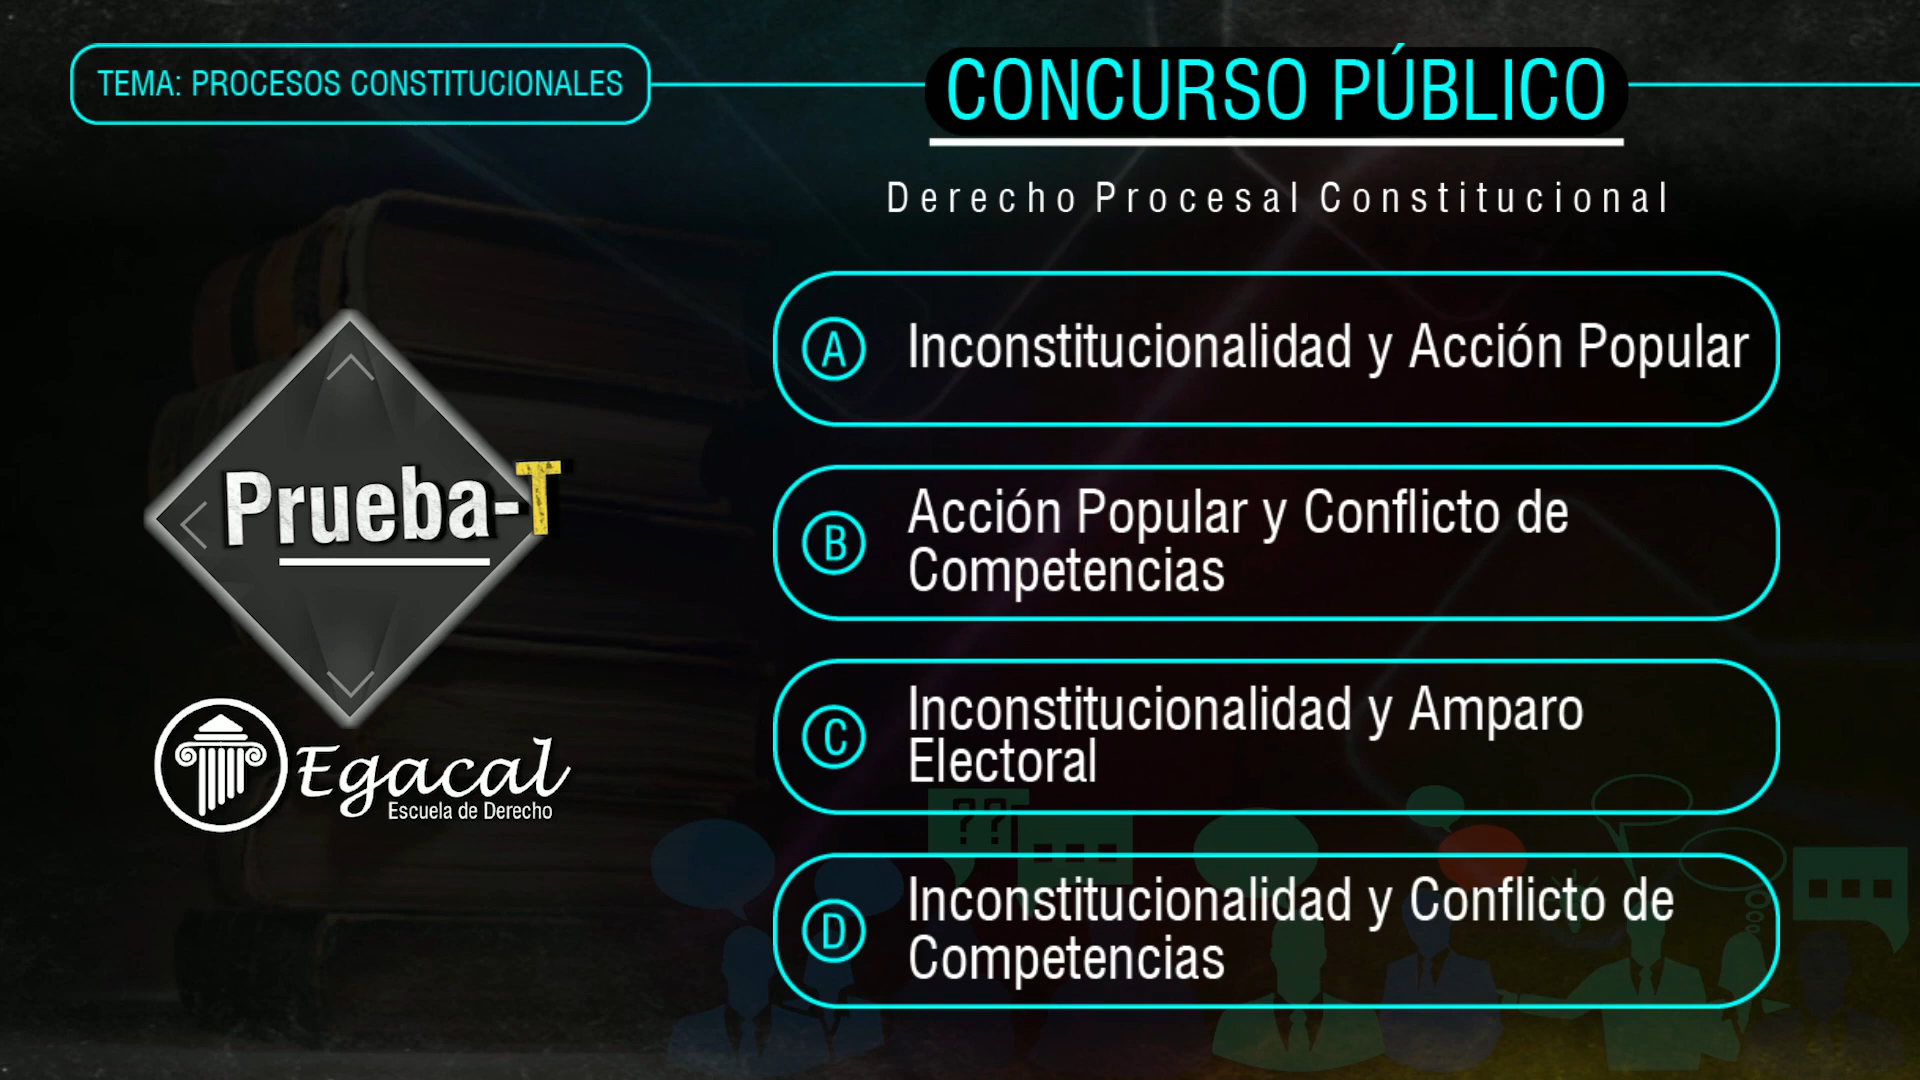 TEMA: PROCESOS CONSTITUCIONALES
CONCURSO PÚBLICO
Derecho Procesal Constitucional
A Inconstitucionalidad y Acción Popular
B Acción Popular y Conflicto de
Competencias
C Inconstitucionalidad y Amparo
Electoral
D Inconstitucionalidad y Conflicto de
Competencias
Prueba-T
Egacal
Escuela de Derecho
??